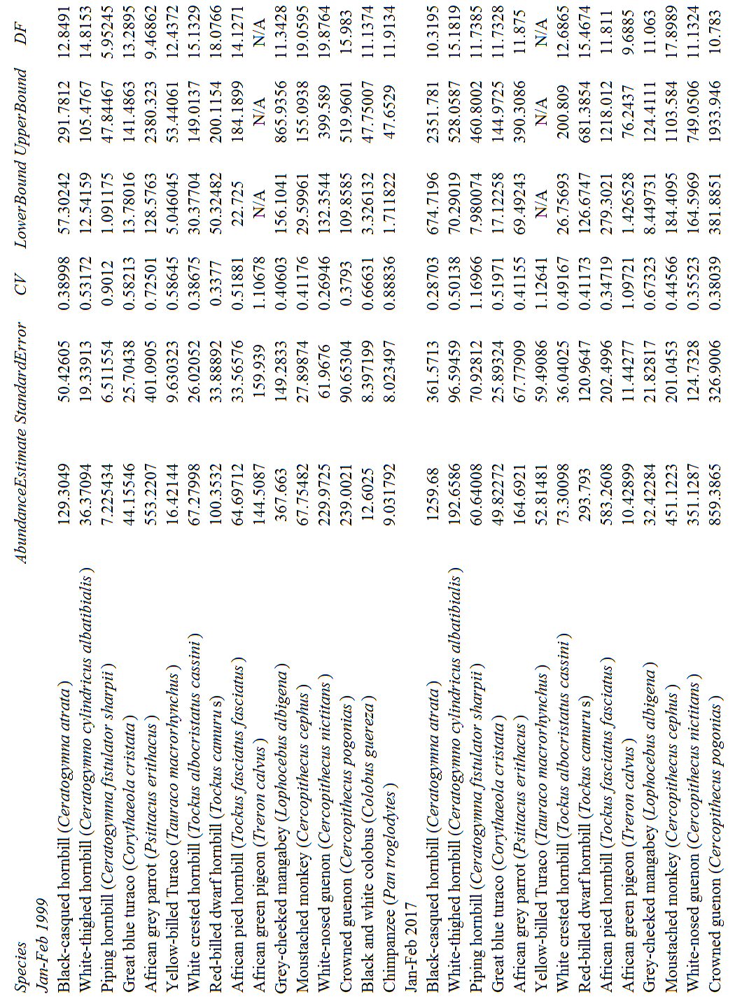 Species AbundanceEstimate StandardError CV LowerBound UpperBound DF
Jan-Feb 1999
Black-casqued hornbill (Ceratogymna atrata) 129.3049 50.42605 0.38998 57.30242 291.7812 12.8491
White-thighed hornbill (Ceratogymno cylindricus albatibialis) 36.37094 19.33913 0.53172 12.54159 105.4767 14.8153
Piping hornbill (Ceratogymna fistulator sharpii) 7.225434 6.511554 0.9012 1.091175 47.84467 5.95245
Great blue turaco (Corythaeola cristata) 44.15546 25.70438 0.58213 13.78016 141.4863 13.2895
African grey parrot (Psittacus erithacus) 553.2207 401.0905 0.72501 128.5763 2380.323 9.46862
Yellow-billed Turaco (Tauraco macrorhynchus) 16.42144 9.630323 0.58645 5.046045 53.44061 12.4372
White crested hornbill (Tockus albocristatus cassini) 67.27998 26.02052 0.38675 30.37704 149.0137 15.1329
Red-billed dwarf hornbill (Tockus camurus) 100.3532 33.88892 0.3377 50.32482 200.1154 18.0766
African pied hornbill (Tockus fasciatus fasciatus) 64.69712 33.56576 0.51881 22.725 184.1899 14.1271
African green pigeon (Treron calvus) 144.5087 159.939 1.10678 N/A N/A N/A
Grey-cheeked mangabey (Lophocebus albigena) 367.663 149.2833 0.40603 156.1041 865.9356 11.3428
Moustached monkey (Cercopithecus cephus) 67.75482 27.89874 0.41176 29.59961 155.0938 19.0595
White-nosed guenon (Cercopithecus nictitans) 229.9725 61.9676 0.26946 132.3544 399.589 19.8764
Crowned guenon (Cercopithecus pogonias) 239.0021 90.65304 0.3793 109.8585 519.9601 15.983
Black and white colobus (Colobus guereza) 12.6025 8.397199 0.66631 3.326132 47.75007 11.1374
Chimpanzee (Pan troglodytes) 9.031792 8.023497 0.88836 1.711822 47.6529 11.9134
Jan-Feb 2017
Black-casqued hornbill (Ceratogymna atrata) 1259.68 361.5713 0.28703 674.7196 2351.781 10.3195
White-thighed hornbill (Ceratogymno cylindricus albatibialis) 192.6586 96.59459 0.50138 70.29019 528.0587 15.1819
Piping hornbill (Ceratogymna fistulator sharpii) 60.64008 70.92812 1.16966 7.980074 460.8002 11.7385
Great blue turaco (Corythaeola cristata) 49.82272 25.89324 0.51971 17.12258 144.9725 11.7328
African grey parrot (Psittacus erithacus) 164.6921 67.77909 0.41155 69.49243 390.3086 11.875
Yellow-billed Turaco (Tauraco macrorhynchus) 52.81481 59.49086 1.12641 N/A N/A N/A
White crested hornbill (Tockus albocristatus cassini) 73.30098 36.04025 0.49167 26.75693 200.809 12.6865
Red-billed dwarf hornbill (Tockus camurus) 293.793 120.9647 0.41173 126.6747 681.3854 15.4674
African pied hornbill (Tockus fasciatus fasciatus) 583.2608 202.4996 0.34719 279.3021 1218.012 11.811
African green pigeon (Treron calvus) 10.42899 11.44277 1.09721 1.426528 76.2437 9.6885
Grey-cheeked mangabey (Lophocebus albigena) 32.42284 21.82817 0.67323 8.449731 124.4111 11.063
Moustached monkey (Cercopithecus cephus) 451.1223 201.0453 0.44566 184.4095 1103.584 17.8989
White-nosed guenon (Cercopithecus nictitans) 351.1287 124.7328 0.35523 164.5969 749.0506 11.1324
Crowned guenon (Cercopithecus pogonias) 859.3865 326.9006 0.38039 381.8851 1933.946 10.783